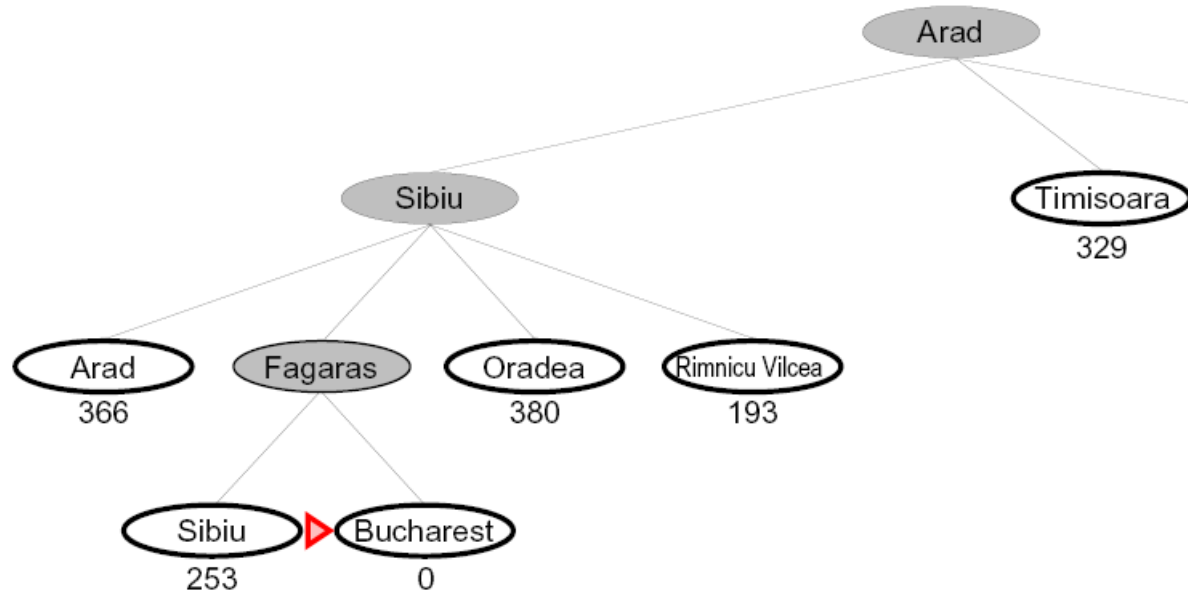 Arad
Sibiu
Timisoara
329
Arad
Fagaras
Oradea
Rimnicu Vilcea
366
380
193
Sibiu
Bucharest
253
0